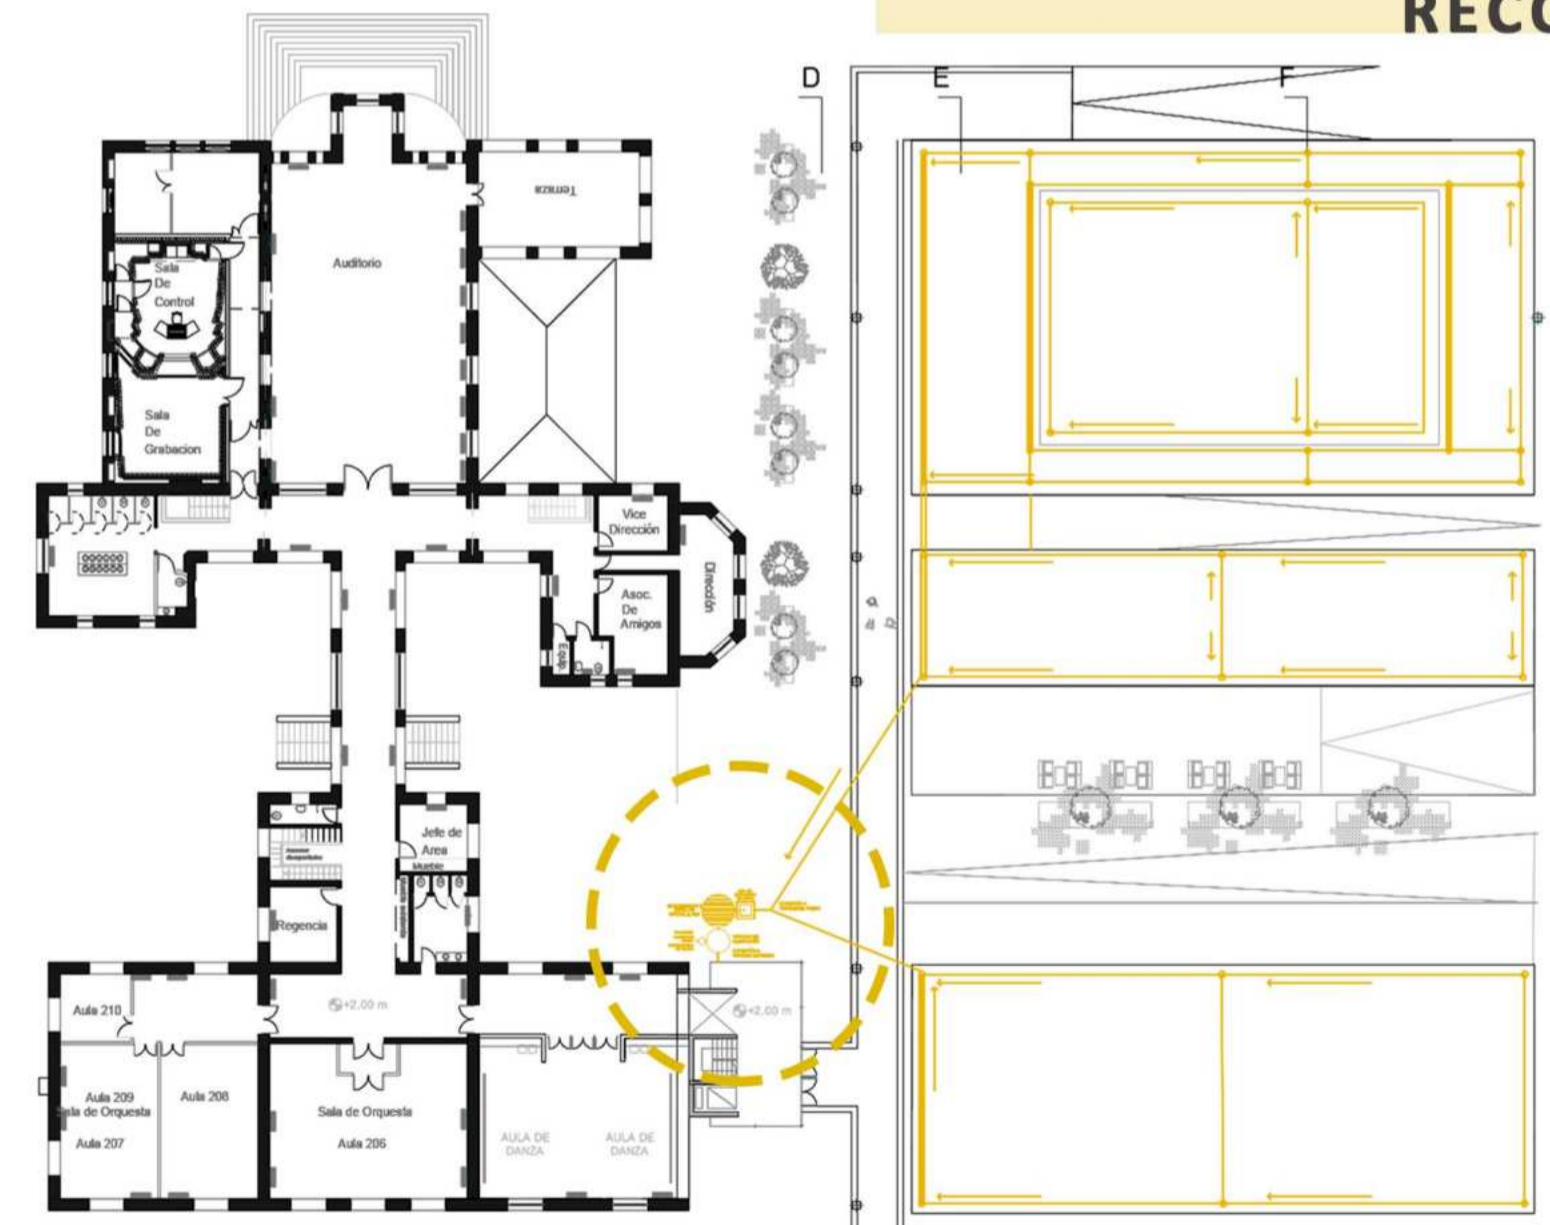 RECO
D
E
F
Terraza
Auditorio
Sala
De
Control
Sala
De
Grabacion
Vice
Dirección
Dirección
Asoc.
De
Amigos
Equip
Jefe de
Area
Mueble
Regencia
+2.00 m
+2.00 m
Aula 210
Aula 209
Sala de Orquesta
Aula 207
Aula 208
Sala de Orquesta
Aula 206
AULA DE
DANZA
AULA DE
DANZA